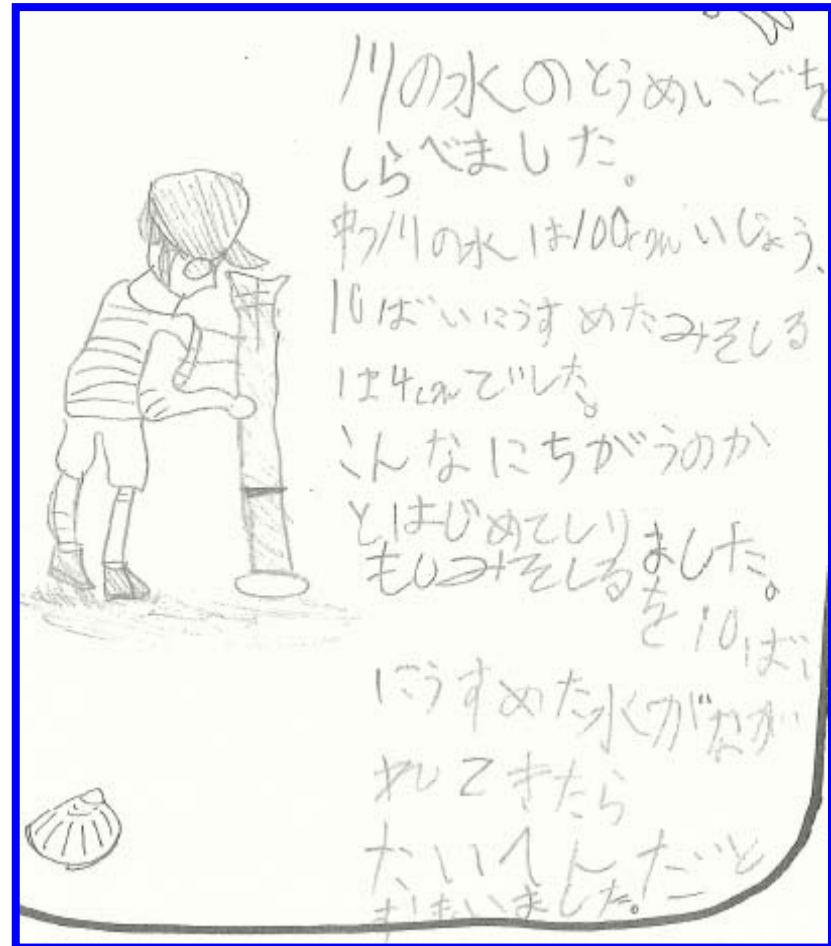 川の水のとうめいどを
しらべました。
中つ川の水は100cmいじょう、
10ばいにうすめたみそしる
は4cmでした。
こんなにちがうのか
とはじめてしり
ました。
もしみそしる
を10ばい
にうすめた水がなが
れてきたら
たいへんだと
おもいました。